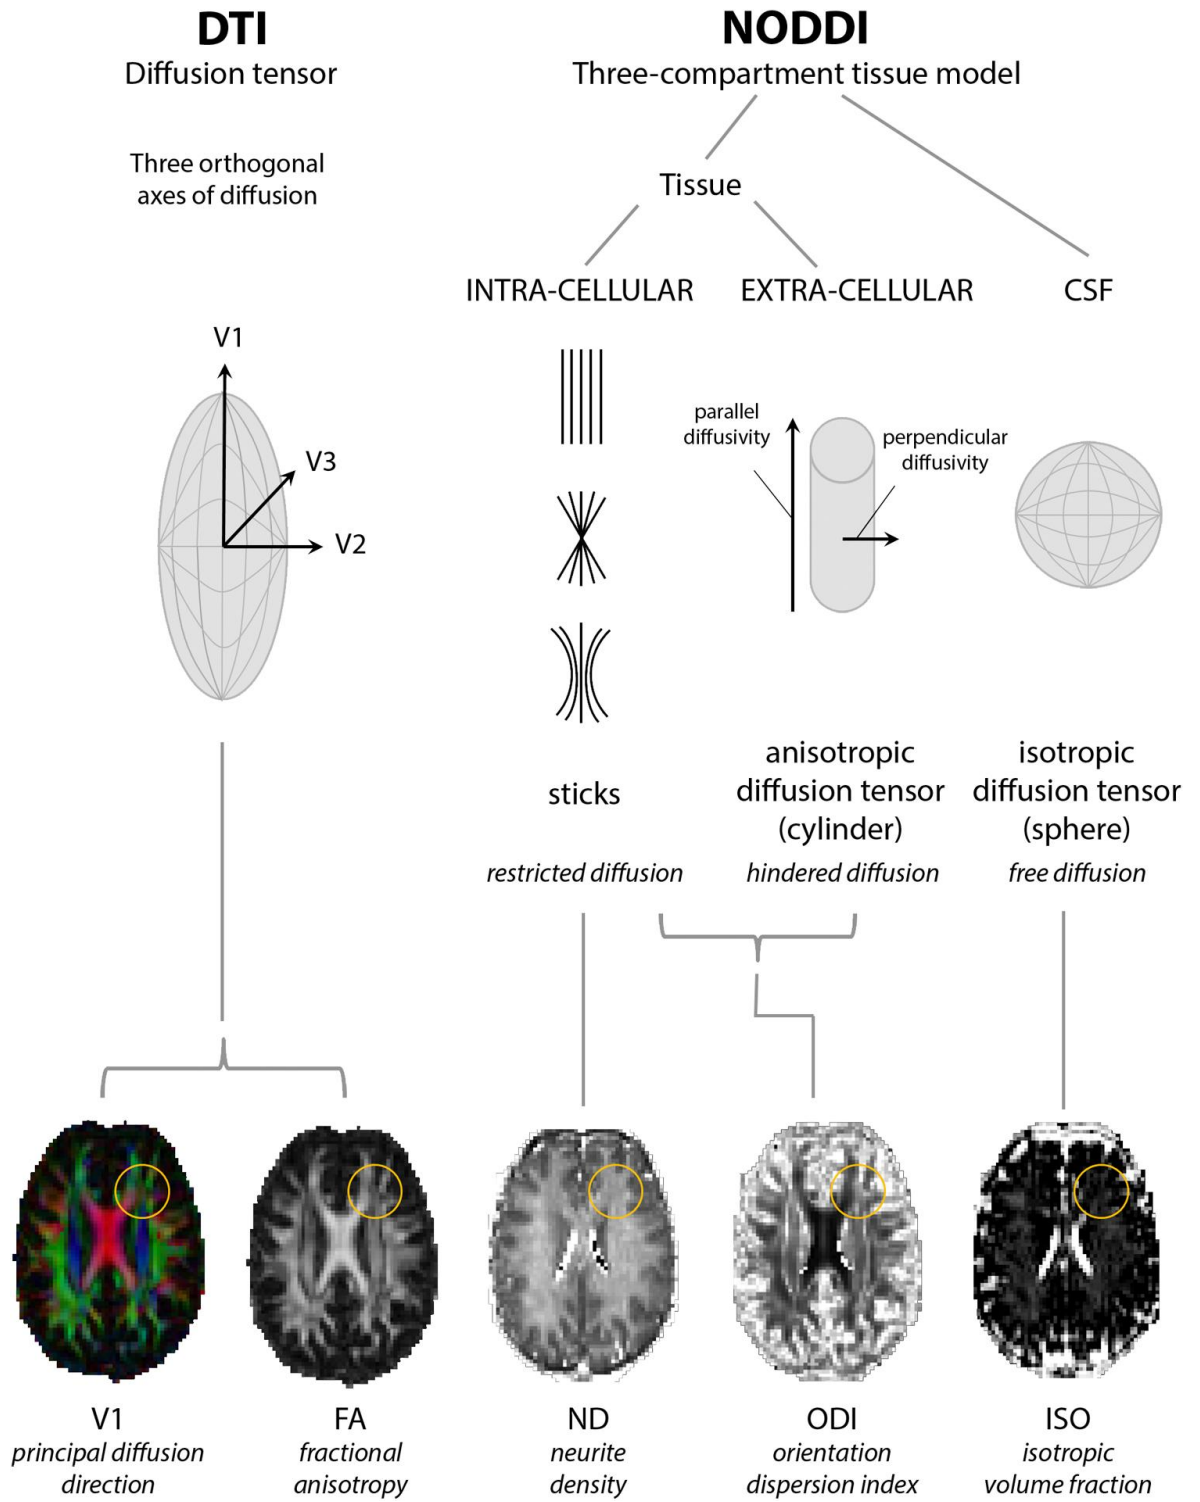 DTI
Diffusion tensor
Three orthogonal
axes of diffusion
V1
V3
V2
NODDI
Three-compartment tissue model
Tissue
INTRA-CELLULAR
EXTRA-CELLULAR
CSF
parallel
diffusivity
perpendicular
diffusivity
sticks
restricted diffusion
anisotropic
diffusion tensor
(cylinder)
hindered diffusion
isotropic
diffusion tensor
(sphere)
free diffusion
V1
principal diffusion
direction
FA
fractional
anisotropy
ND
neurite
density
ODI
orientation
dispersion index
ISO
isotropic
volume fraction